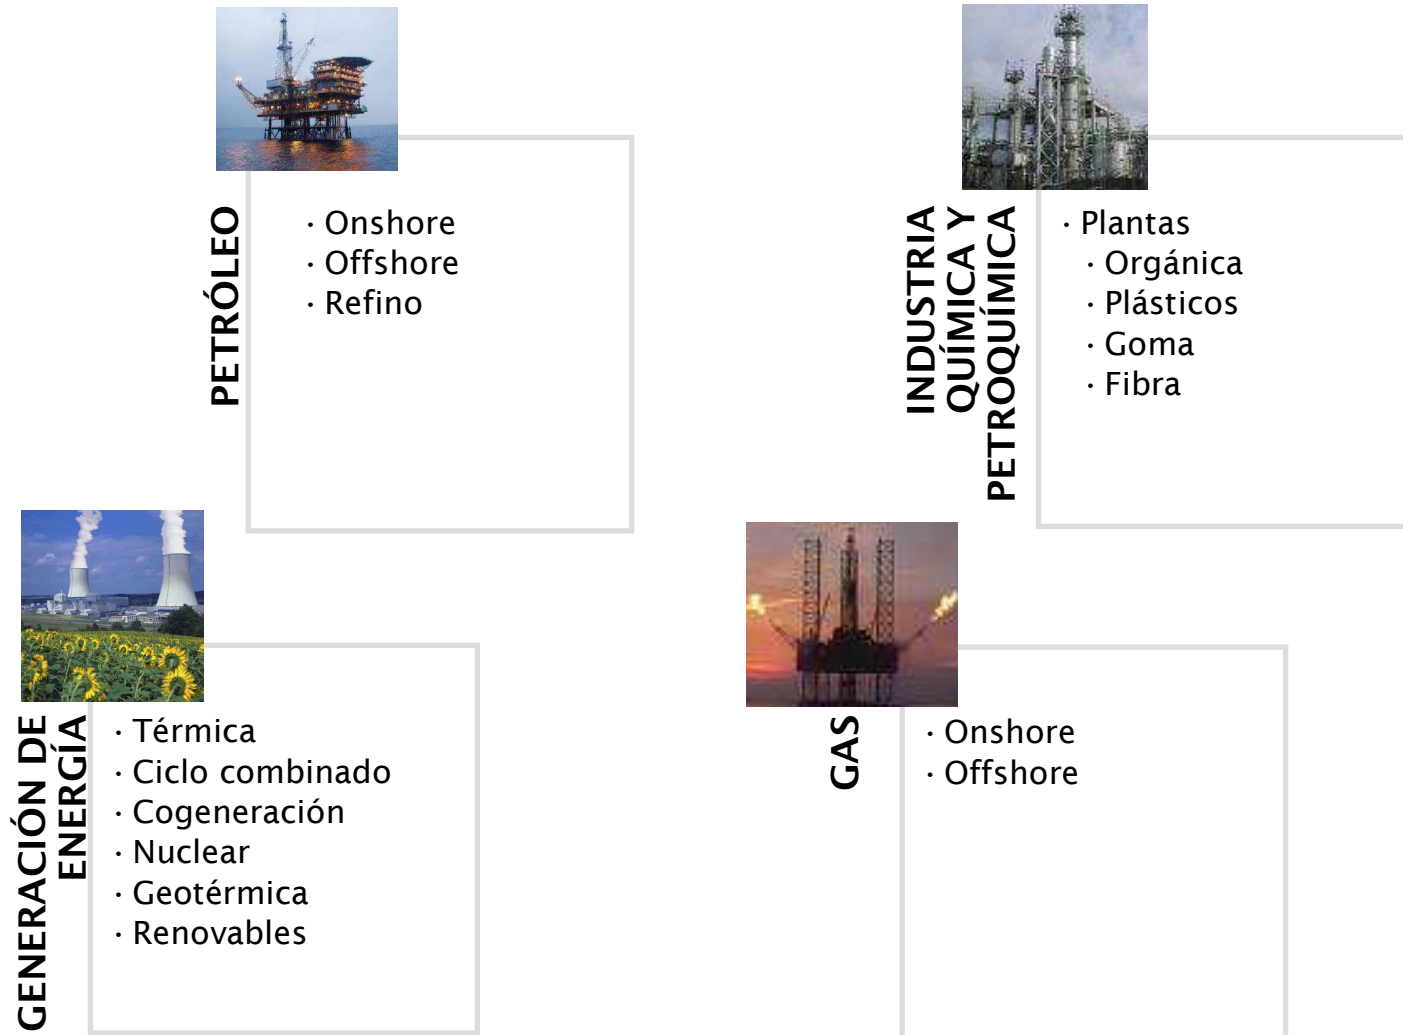 PETRÓLEO
· Onshore
· Offshore
· Refino
INDUSTRIA
QUÍMICA Y
PETROQUÍMICA
· Plantas
· Orgánica
· Plásticos
· Goma
· Fibra
GENERACIÓN DE
ENERGÍA
· Térmica
· Ciclo combinado
· Cogeneración
· Nuclear
· Geotérmica
· Renovables
GAS
· Onshore
· Offshore